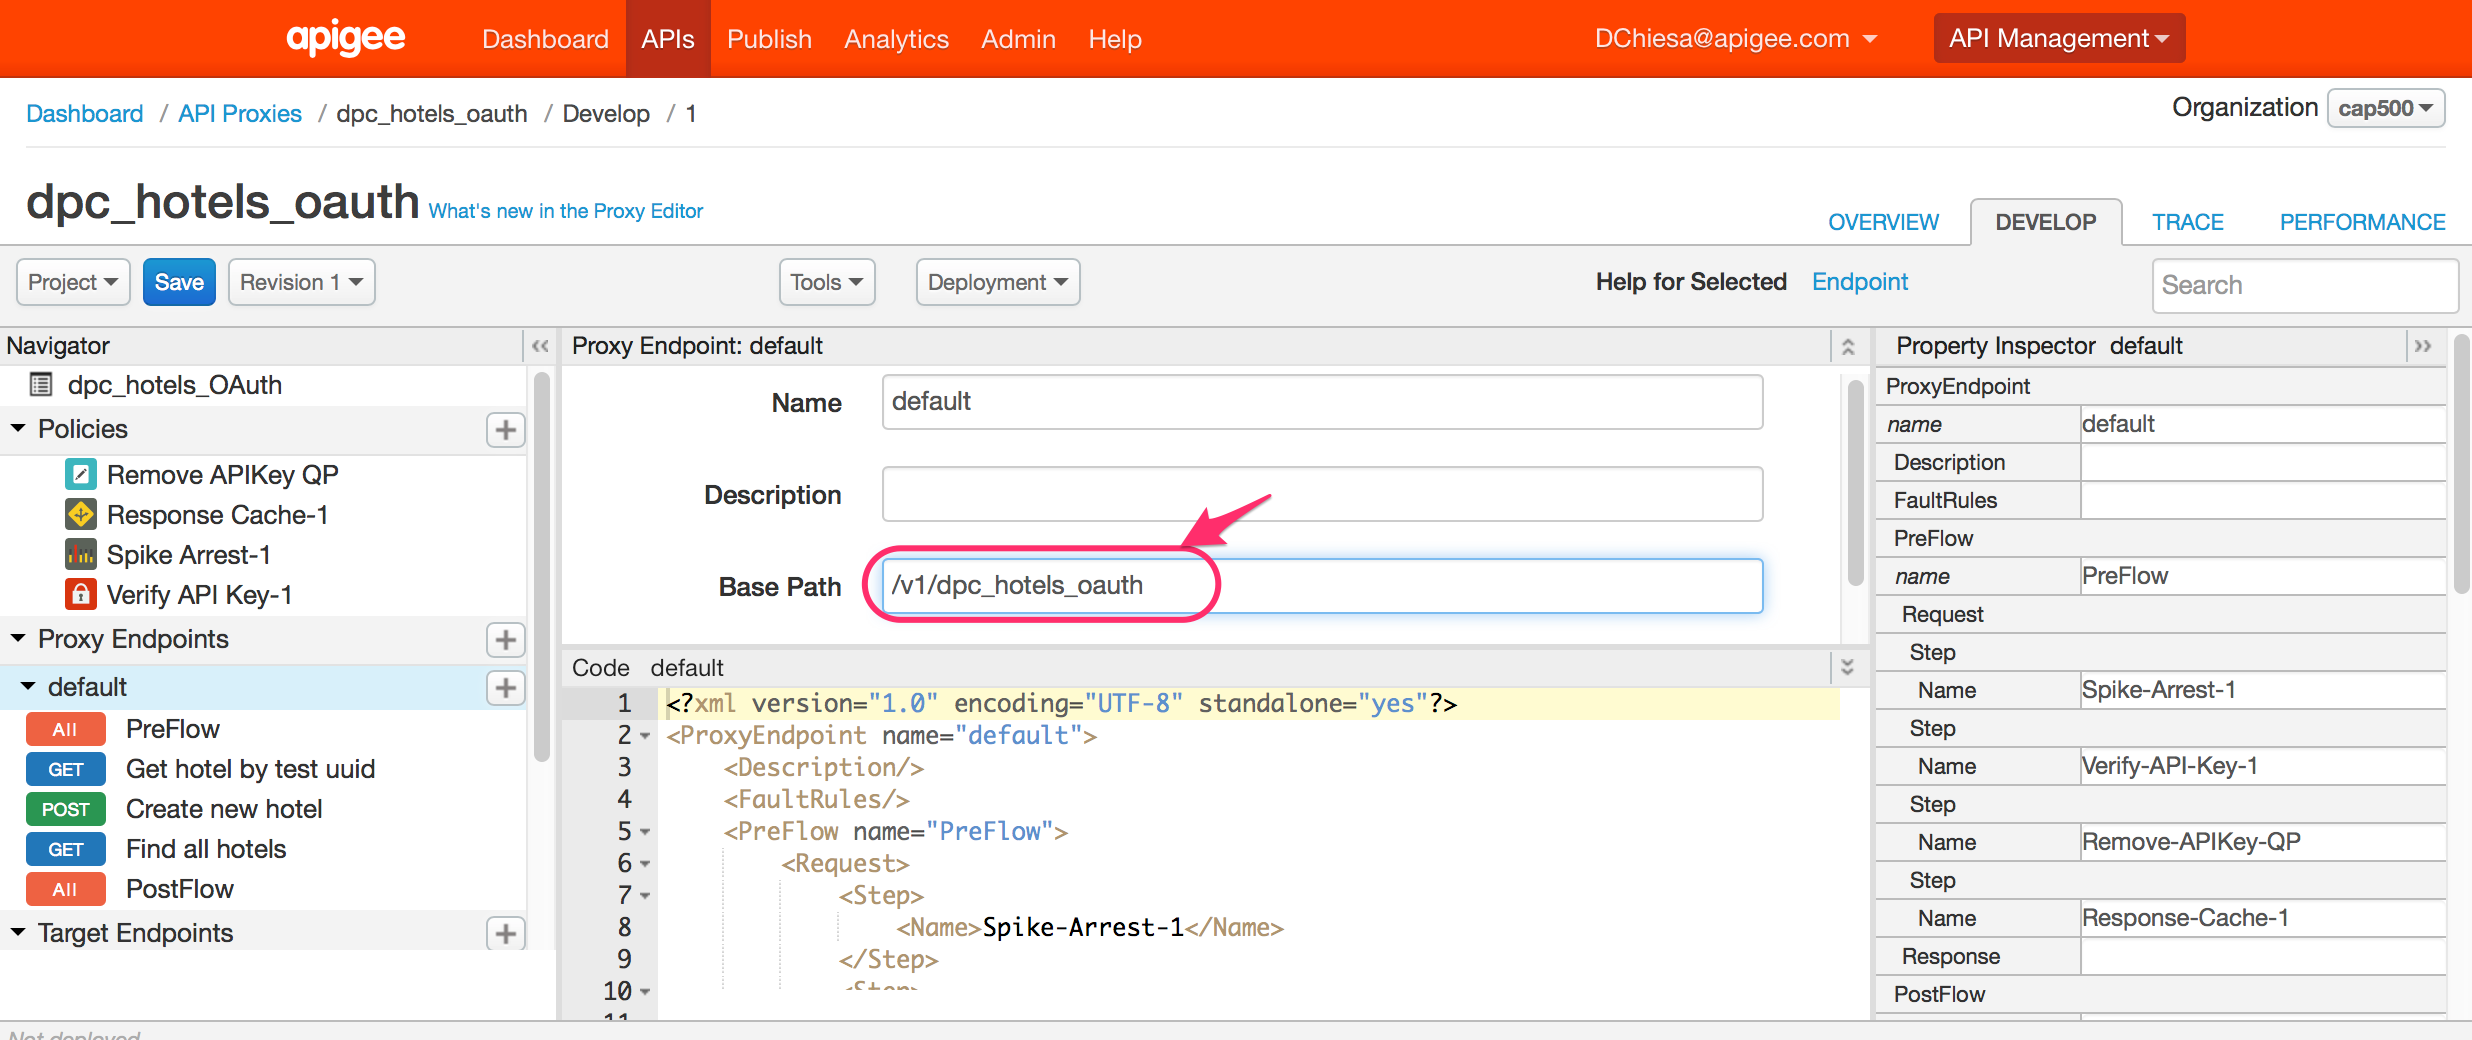 apigee Dashboard APIs Publish Analytics Admin Help DChiesa@apigee.com API Management
Dashboard / API Proxies / dpc_hotels_oauth / Develop / 1 Organization cap500
dpc_hotels_oauth What's new in the Proxy Editor OVERVIEW DEVELOP TRACE PERFORMANCE
Project Save Revision 1 Tools Deployment Help for Selected Endpoint Search
Navigator
dpc_hotels_OAuth
Policies
Remove APIKey QP
Response Cache-1
Spike Arrest-1
Verify API Key-1
Proxy Endpoints
default
All PreFlow
GET Get hotel by test uuid
POST Create new hotel
GET Find all hotels
All PostFlow
Target Endpoints
Not deployed
Proxy Endpoint: default
Name default
Description
Base Path /v1/dpc_hotels_oauth
Code default
1 <?xml version="1.0" encoding="UTF-8" standalone="yes"?>
2 <ProxyEndpoint name="default">
3 <Description/>
4 <FaultRules/>
5 <PreFlow name="PreFlow">
6 <Request>
7 <Step>
8 <Name>Spike-Arrest-1</Name>
9 </Step>
10 <Step>
11
Property Inspector default
ProxyEndpoint
name default
Description
FaultRules
PreFlow
name PreFlow
Request
Step
Name Spike-Arrest-1
Step
Name Verify-API-Key-1
Step
Name Remove-APIKey-QP
Step
Name Response-Cache-1
Response
PostFlow